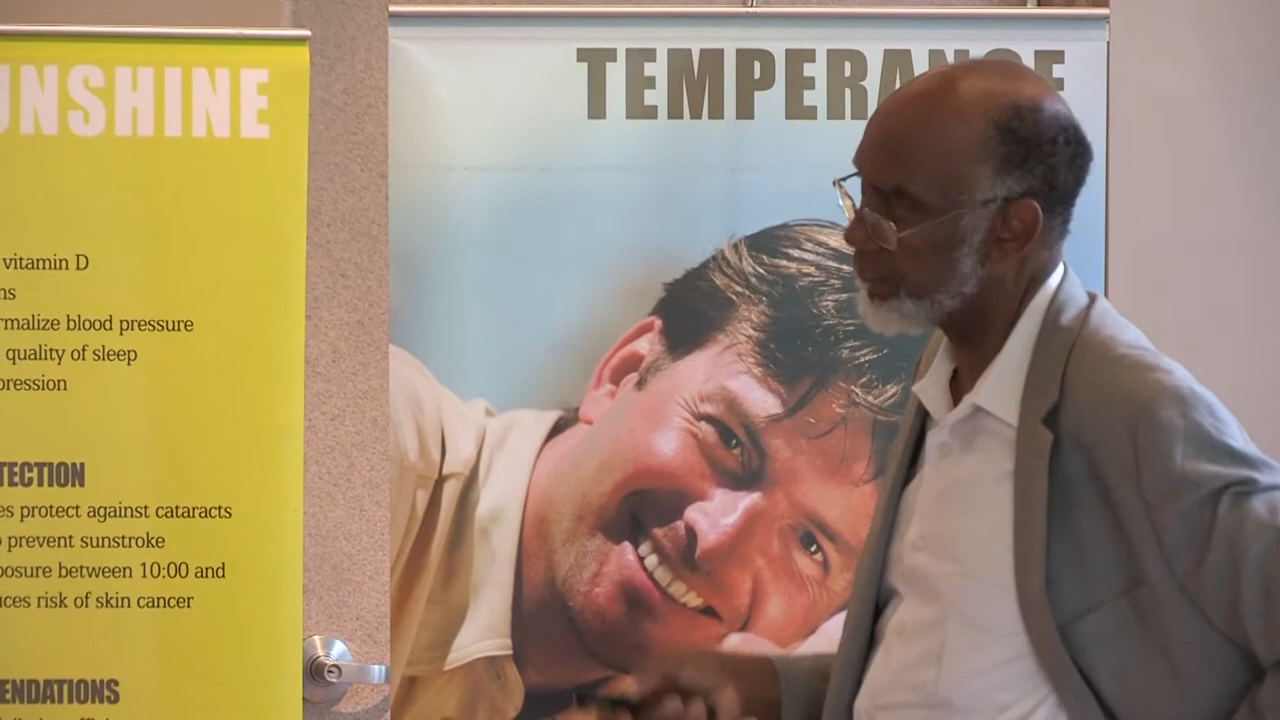 UNSHINE
vitamin D
ns
rmalize blood pressure
quality of sleep
pression
TECTION
es protect against cataracts
prevent sunstroke
posure between 10:00 and
uces risk of skin cancer
ENDATIONS
TEMPERANCE